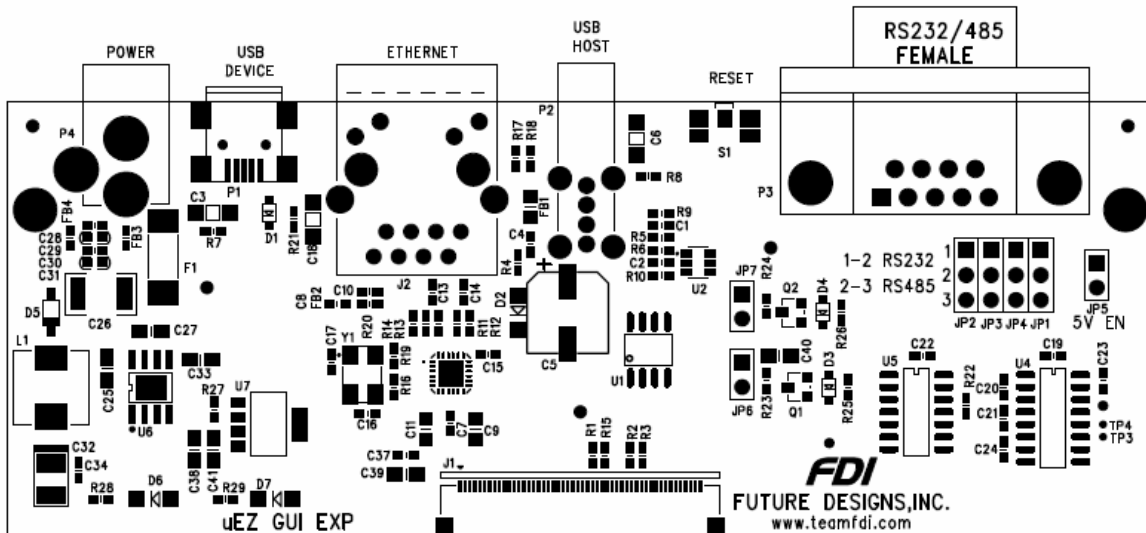 RS232/485
FEMALE
USB
HOST
POWER
USB
DEVICE
ETHERNET
RESET
P4
P2
R17
R18
C6
S1
P1
C3
R7
D1
R21
C18
R8
P3
FB4
C28
C29
C30
C31
FB3
F1
FB1
C4
R4
R9
C1
R5
R6
C2
R10
U2
R24
1-2 RS232
2-3 RS485
1
2
3
JP2
JP3
JP4
JP1
JP5
5V EN
D5
C26
C8
FB2
C10
R20
J2
C13
C14
D2
+
C5
JP7
Q2
D4
R26
L1
C27
C25
C33
U6
R27
U7
C17
Y1
R14
R13
R19
R16
C16
R11
R12
C15
U1
JP6
R23
C40
Q1
D3
R25
U5
C22
R22
U4
C19
C20
C21
C24
C23
TP4
TP3
C32
C34
R28
D6
C38
C41
R29
D7
C11
C7
C9
C37
C39
J1
R1
R15
R2
R3
uEZ GUI EXP
FDI
FUTURE DESIGNS,INC.
www.teamfdi.com